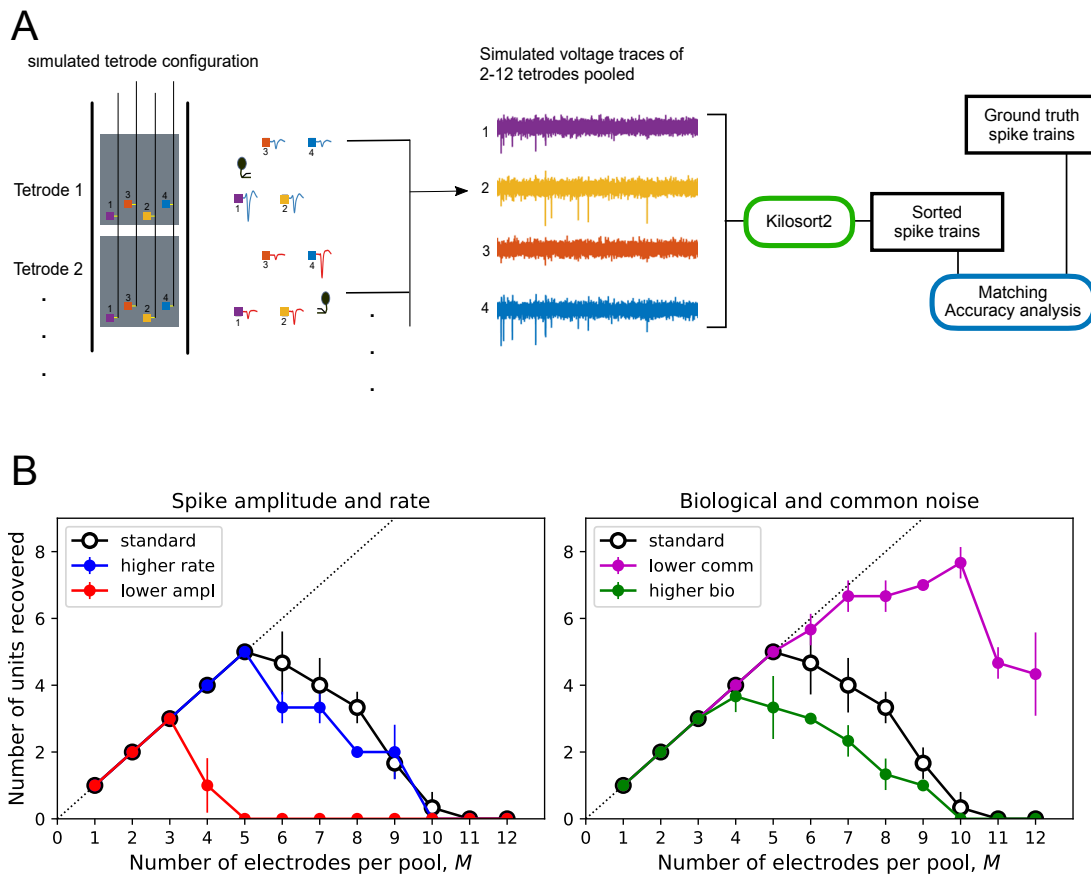 A
simulated tetrode configuration
Simulated voltage traces of
2-12 tetrodes pooled
Tetrode 1
Tetrode 2
.
.
.
1
3
2
4
1
3
2
4
3
4
1
2
3
4
1
2
.
.
.
1
2
3
4
Kilosort2
Sorted
spike trains
Ground truth
spike trains
Matching
Accuracy analysis
B
Spike amplitude and rate
standard
higher rate
lower ampl
Number of units recovered
8
6
4
2
0
0 1 2 3 4 5 6 7 8 9 10 11 12
Number of electrodes per pool, M
Biological and common noise
standard
lower comm
higher bio
8
6
4
2
0
0 1 2 3 4 5 6 7 8 9 10 11 12
Number of electrodes per pool, M